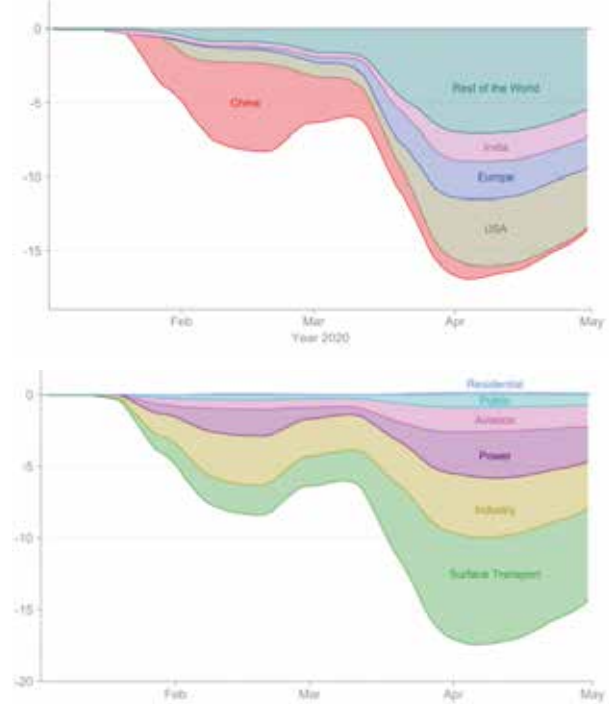 0
-5
-10
-15
Rest of the World
China
India
Europe
USA
Feb
Mar
Apr
May
Year 2020
0
-5
-10
-15
-20
Residential
Public
Aviation
Power
Industry
Surface Transport
Feb
Mar
Apr
May